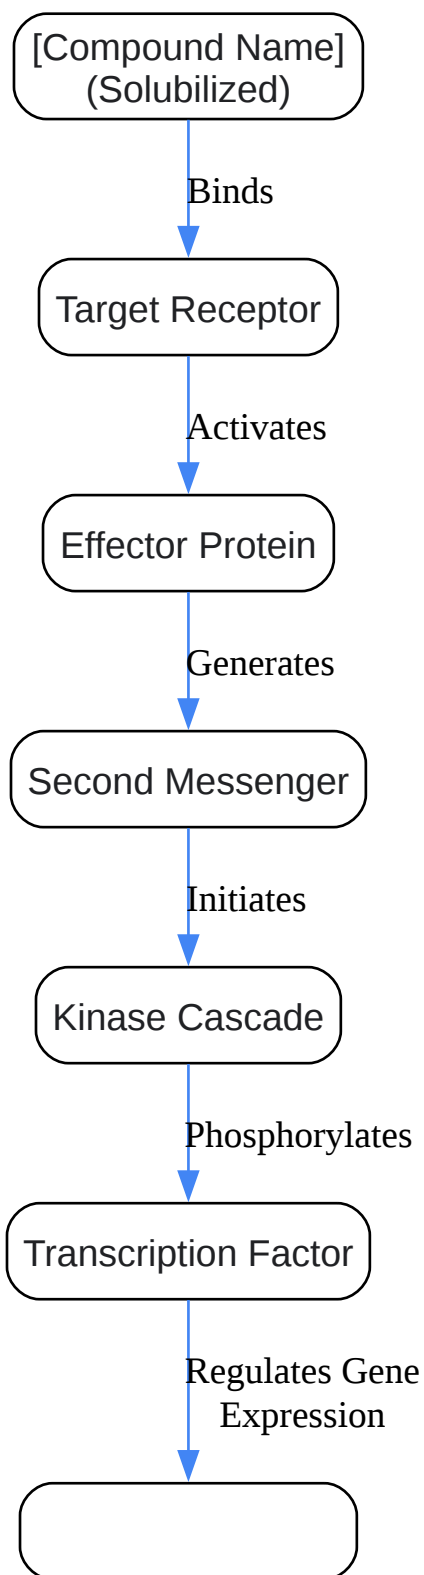 [Compound Name]
(Solubilized)
Binds
Target Receptor
Activates
Effector Protein
Generates
Second Messenger
Initiates
Kinase Cascade
Phosphorylates
Transcription Factor
Regulates Gene
Expression